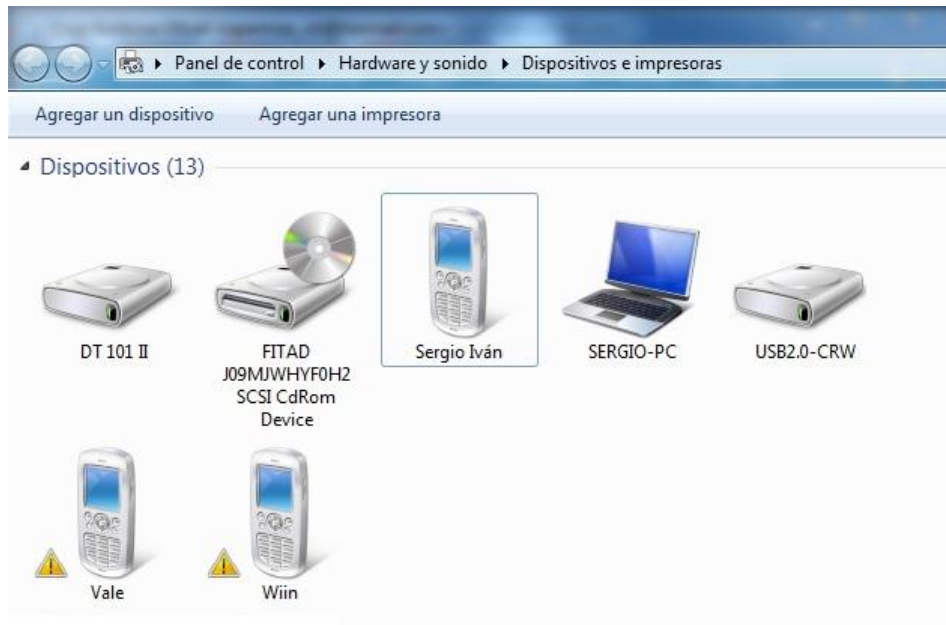 Panel de control ▸ Hardware y sonido ▸ Dispositivos e impresoras
Agregar un dispositivo Agregar una impresora
Dispositivos (13)
DT 101 II
FITAD
J09MJWHYF0H2
SCSI CdRom
Device
Sergio Iván
SERGIO-PC
USB2.0-CRW
Vale
Wiin